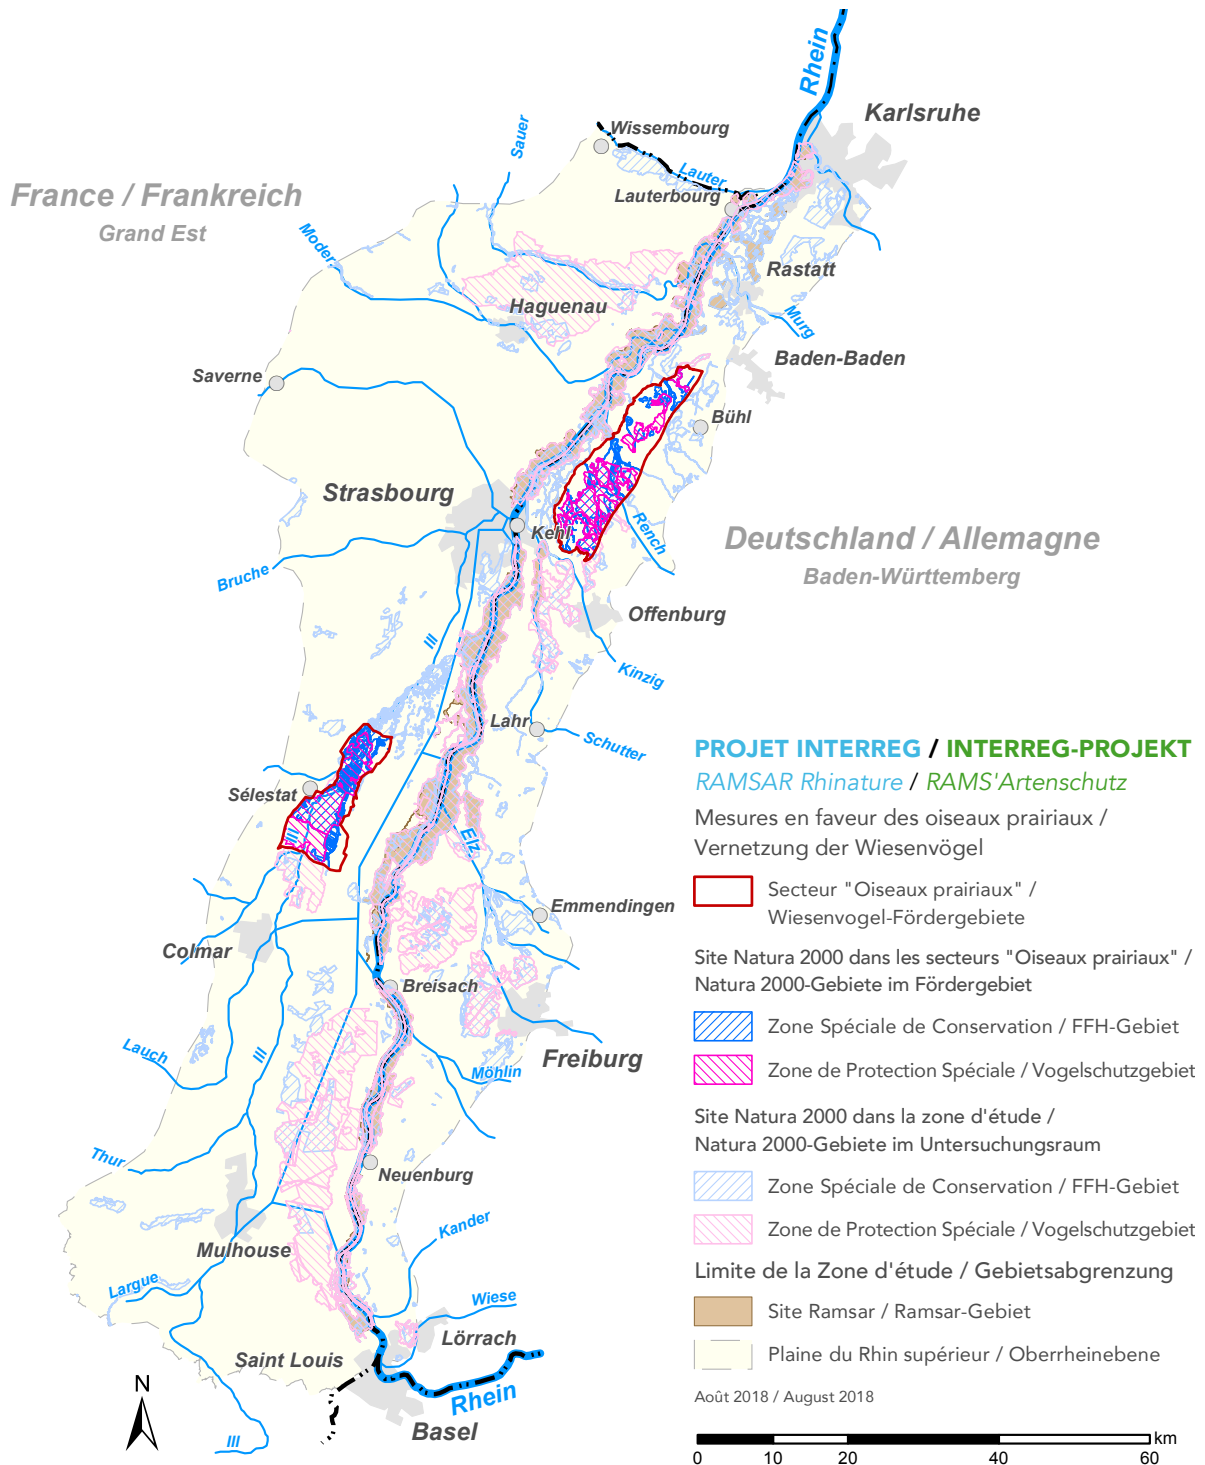 Rhein
Karlsruhe
Wissembourg
Sauer
Lauter
Lauterbourg
France / Frankreich
Grand Est
Moder
Rastatt
Haguenau
Murg
Baden-Baden
Saverne
Bühl
Strasbourg
Kehl
Rench
Deutschland / Allemagne
Baden-Württemberg
Bruche
Offenburg
Ill
Kinzig
Lahr
Schutter
Sélestat
Ill
Elz
Emmendingen
Colmar
Breisach
Freiburg
Lauch
Ill
Möhlin
Thur
Neuenburg
Kander
Mulhouse
Largue
Wiese
Lörrach
Saint Louis
Rhein
Basel
Ill
N
PROJET INTERREG / INTERREG-PROJEKT
RAMSAR Rhinature / RAMS'Artenschutz
Mesures en faveur des oiseaux prairiaux /
Vernetzung der Wiesenvögel
Secteur "Oiseaux prairiaux" /
Wiesenvogel-Fördergebiete
Site Natura 2000 dans les secteurs "Oiseaux prairiaux" /
Natura 2000-Gebiete im Fördergebiet
Zone Spéciale de Conservation / FFH-Gebiet
Zone de Protection Spéciale / Vogelschutzgebiet
Site Natura 2000 dans la zone d'étude /
Natura 2000-Gebiete im Untersuchungsraum
Zone Spéciale de Conservation / FFH-Gebiet
Zone de Protection Spéciale / Vogelschutzgebiet
Limite de la Zone d'étude / Gebietsabgrenzung
Site Ramsar / Ramsar-Gebiet
Plaine du Rhin supérieur / Oberrheinebene
Août 2018 / August 2018
km
0 10 20 40 60